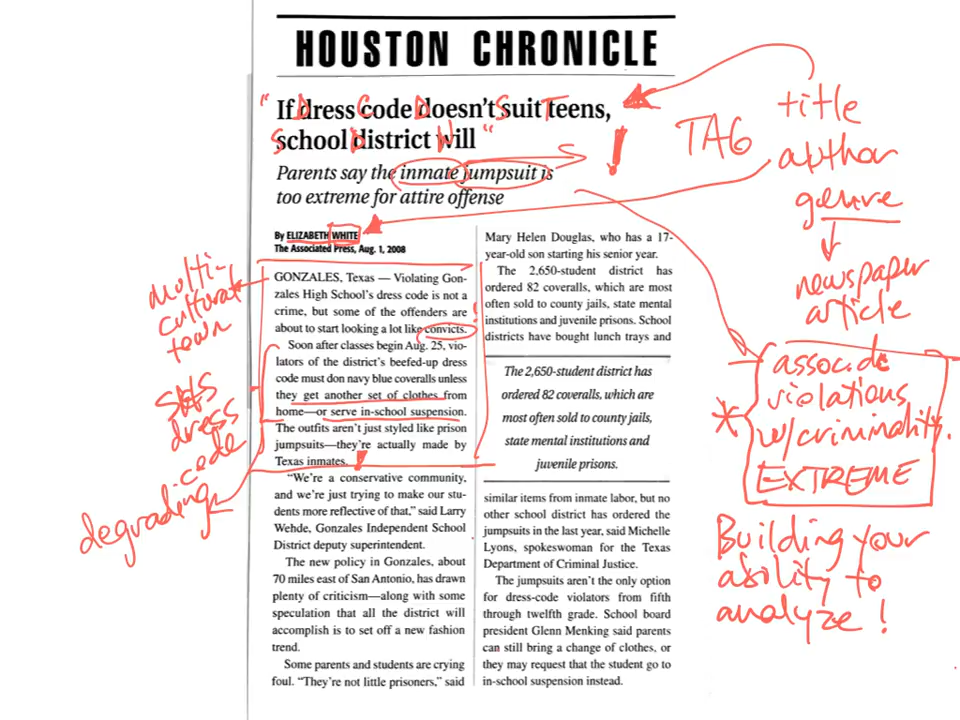 HOUSTON CHRONICLE
" D C D S T
If dress code doesn't suit teens,
S D W "
school district will
Parents say the inmate jumpsuit is
too extreme for attire offense
By ELIZABETH WHITE
The Associated Press, Aug. 1, 2008
GONZALES, Texas — Violating Gon-
zales High School's dress code is not a
crime, but some of the offenders are
about to start looking a lot like convicts.
Soon after classes begin Aug. 25, vio-
lators of the district's beefed-up dress
code must don navy blue coveralls unless
they get another set of clothes from
home—or serve in-school suspension.
The outfits aren't just styled like prison
jumpsuits—they're actually made by
Texas inmates.
"We're a conservative community,
and we're just trying to make our stu-
dents more reflective of that," said Larry
Wehde, Gonzales Independent School
District deputy superintendent.
The new policy in Gonzales, about
70 miles east of San Antonio, has drawn
plenty of criticism—along with some
speculation that all the district will
accomplish is to set off a new fashion
trend.
Some parents and students are crying
foul. "They're not little prisoners," said
Mary Helen Douglas, who has a 17-
year-old son starting his senior year.
The 2,650-student district has
ordered 82 coveralls, which are most
often sold to county jails, state mental
institutions and juvenile prisons. School
districts have bought lunch trays and
The 2,650-student district has
ordered 82 coveralls, which are
most often sold to county jails,
state mental institutions and
juvenile prisons.
similar items from inmate labor, but no
other school district has ordered the
jumpsuits in the last year, said Michelle
Lyons, spokeswoman for the Texas
Department of Criminal Justice.
The jumpsuits aren't the only option
for dress-code violators from fifth
through twelfth grade. School board
president Glenn Menking said parents
can still bring a change of clothes, or
they may request that the student go to
in-school suspension instead.
multi-
cultural
town
dress
code
degrading
!
TAG
title
author
genre
newspaper
article
associate
violations
w/criminality.
EXTREME
Building your
ability to
analyze!